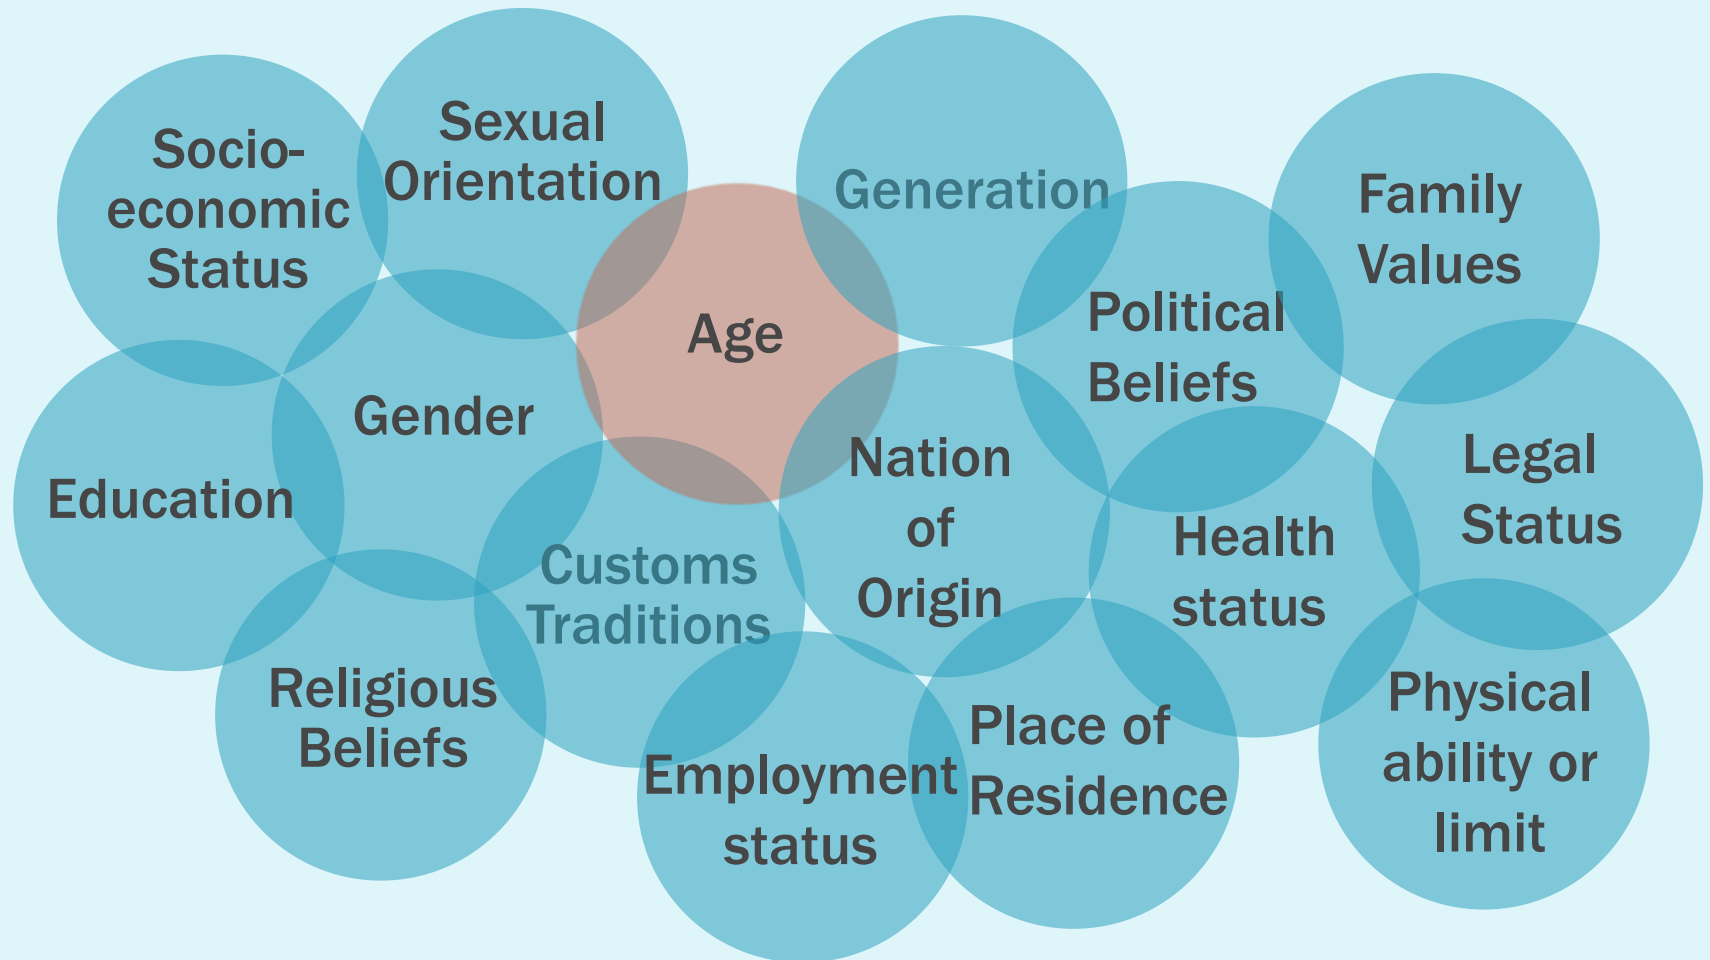 Socio-
economic
Status
Sexual
Orientation
Generation
Family
Values
Age
Political
Beliefs
Gender
Education
Nation
of
Origin
Legal
Status
Health
status
Customs
Traditions
Religious
Beliefs
Employment
status
Place of
Residence
Physical
ability or
limit